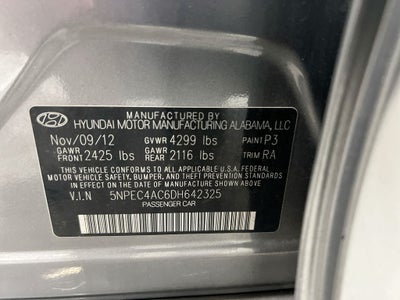 MANUFACTURED BY
HYUNDAI MOTOR MANUFACTURING ALABAMA, LLC
Nov/09/12 GVWR 4299 lbs PAINT P3
GAWR FRONT 2425 lbs GAWR REAR 2116 lbs TRIM RA
THIS VEHICLE CONFORMS TO ALL APPLICABLE U.S.A FEDERAL
MOTOR VEHICLE SAFETY, BUMPER, AND THEFT PREVENTION STANDARDS
IN EFFECT ON THE DATE OF MANUFACTURE SHOWN ABOVE.
V.I.N 5NPEC4AC6DH642325
PASSENGER CAR